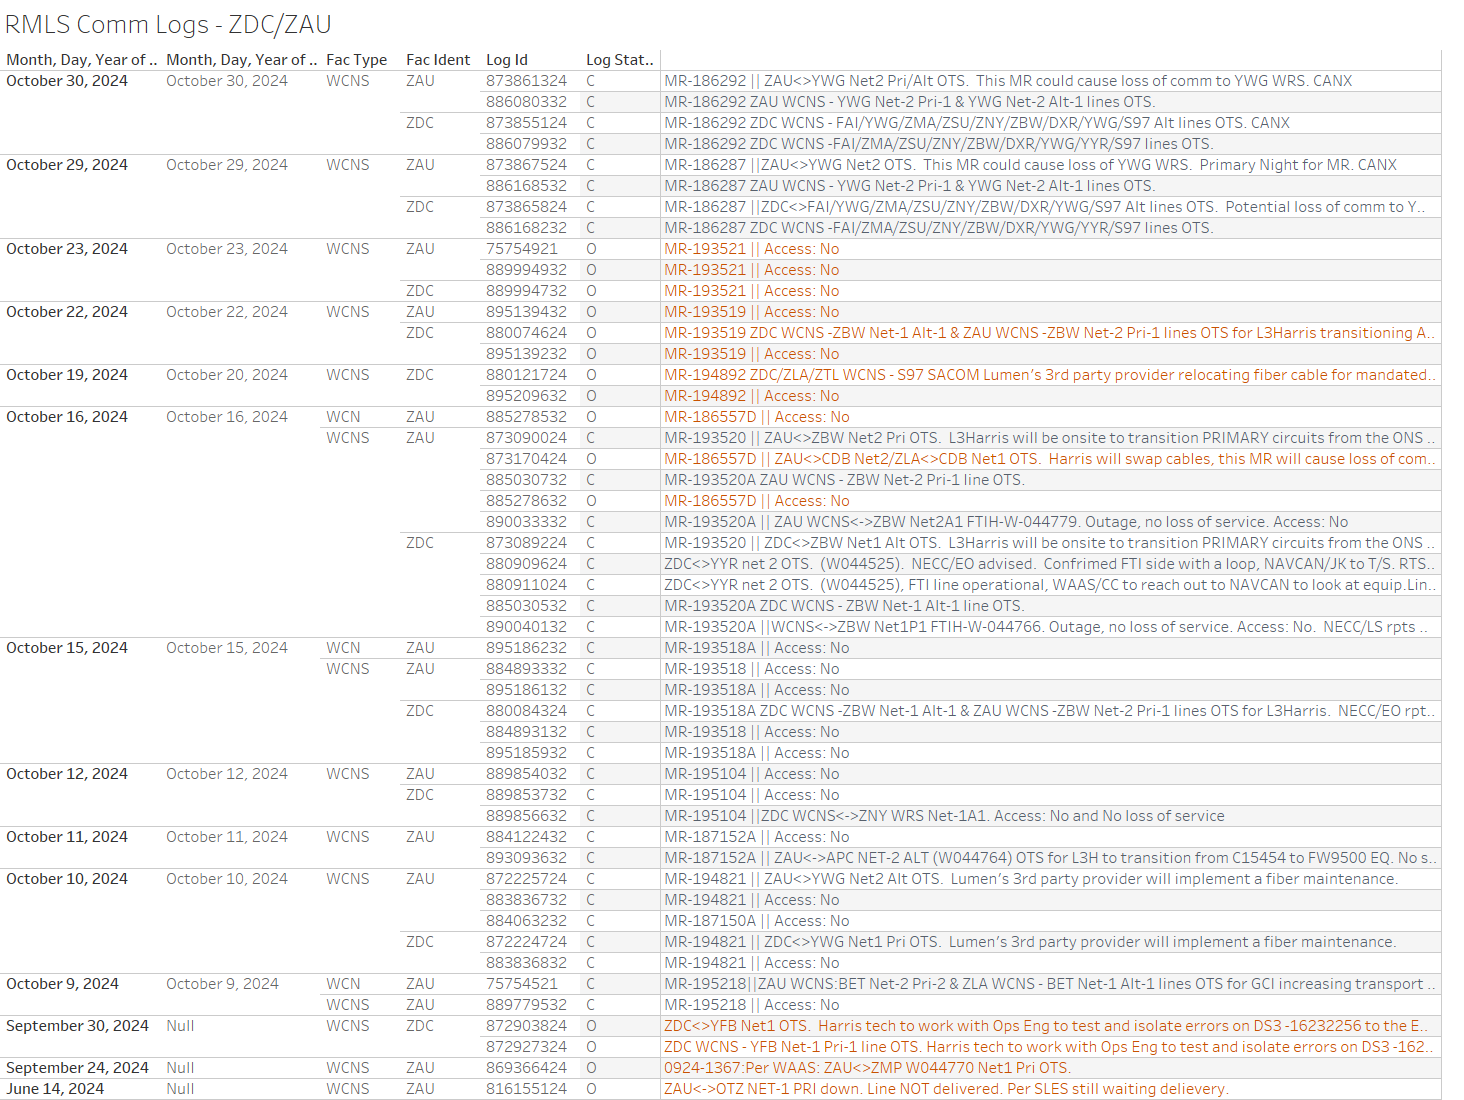 RMLS Comm Logs - ZDC/ZAU
Month, Day, Year of .. Month, Day, Year of .. Fac Type Fac Ident Log Id Log Stat..
October 30, 2024 October 30, 2024 WCNS ZAU 873861324 C MR-186292 || ZAU<>YWG Net2 Pri/Alt OTS. This MR could cause loss of comm to YWG WRS. CANX
886080332 C MR-186292 ZAU WCNS - YWG Net-2 Pri-1 & YWG Net-2 Alt-1 lines OTS.
ZDC 873855124 C MR-186292 ZDC WCNS - FAI/YWG/ZMA/ZSU/ZNY/ZBW/DXR/YWG/S97 Alt lines OTS. CANX
886079932 C MR-186292 ZDC WCNS -FAI/ZMA/ZSU/ZNY/ZBW/DXR/YWG/YYR/S97 lines OTS.
October 29, 2024 October 29, 2024 WCNS ZAU 873867524 C MR-186287 ||ZAU<>YWG Net2 OTS. This MR could cause loss of YWG WRS. Primary Night for MR. CANX
886168532 C MR-186287 ZAU WCNS - YWG Net-2 Pri-1 & YWG Net-2 Alt-1 lines OTS.
ZDC 873865824 C MR-186287 ||ZDC<>FAI/YWG/ZMA/ZSU/ZNY/ZBW/DXR/YWG/S97 Alt lines OTS. Potential loss of comm to Y..
886168232 C MR-186287 ZDC WCNS -FAI/ZMA/ZSU/ZNY/ZBW/DXR/YWG/YYR/S97 lines OTS.
October 23, 2024 October 23, 2024 WCNS ZAU 75754921 O MR-193521 || Access: No
889994932 O MR-193521 || Access: No
ZDC 889994732 O MR-193521 || Access: No
October 22, 2024 October 22, 2024 WCNS ZAU 895139432 O MR-193519 || Access: No
ZDC 880074624 O MR-193519 ZDC WCNS -ZBW Net-1 Alt-1 & ZAU WCNS -ZBW Net-2 Pri-1 lines OTS for L3Harris transitioning A..
895139232 O MR-193519 || Access: No
October 19, 2024 October 20, 2024 WCNS ZDC 880121724 O MR-194892 ZDC/ZLA/ZTL WCNS - S97 SACOM Lumen's 3rd party provider relocating fiber cable for mandated..
895209632 O MR-194892 || Access: No
October 16, 2024 October 16, 2024 WCN ZAU 885278532 O MR-186557D || Access: No
WCNS ZAU 873090024 C MR-193520 || ZAU<>ZBW Net2 Pri OTS. L3Harris will be onsite to transition PRIMARY circuits from the ONS ..
873170424 O MR-186557D || ZAU<>CDB Net2/ZLA<>CDB Net1 OTS. Harris will swap cables, this MR will cause loss of com..
885030732 C MR-193520A ZAU WCNS - ZBW Net-2 Pri-1 line OTS.
885278632 O MR-186557D || Access: No
890033332 C MR-193520A || ZAU WCNS<->ZBW Net2A1 FTIH-W-044779. Outage, no loss of service. Access: No
ZDC 873089224 C MR-193520 || ZDC<>ZBW Net1 Alt OTS. L3Harris will be onsite to transition PRIMARY circuits from the ONS ..
880909624 C ZDC<>YYR net 2 OTS. (W044525). NECC/EO advised. Confrimed FTI side with a loop, NAVCAN/JK to T/S. RTS..
880911024 C ZDC<>YYR net 2 OTS. (W044525), FTI line operational, WAAS/CC to reach out to NAVCAN to look at equip.Lin..
885030532 C MR-193520A ZDC WCNS - ZBW Net-1 Alt-1 line OTS.
890040132 C MR-193520A ||WCNS<->ZBW Net1P1 FTIH-W-044766. Outage, no loss of service. Access: No. NECC/LS rpts ..
October 15, 2024 October 15, 2024 WCN ZAU 895186232 C MR-193518A || Access: No
WCNS ZAU 884893332 C MR-193518 || Access: No
895186132 C MR-193518A || Access: No
ZDC 880084324 C MR-193518A ZDC WCNS -ZBW Net-1 Alt-1 & ZAU WCNS -ZBW Net-2 Pri-1 lines OTS for L3Harris. NECC/EO rpt..
884893132 C MR-193518 || Access: No
895185932 C MR-193518A || Access: No
October 12, 2024 October 12, 2024 WCNS ZAU 889854032 C MR-195104 || Access: No
ZDC 889853732 C MR-195104 || Access: No
889856632 C MR-195104 ||ZDC WCNS<->ZNY WRS Net-1A1. Access: No and No loss of service
October 11, 2024 October 11, 2024 WCNS ZAU 884122432 C MR-187152A || Access: No
893093632 C MR-187152A || ZAU<->APC NET-2 ALT (W044764) OTS for L3H to transition from C15454 to FW9500 EQ. No s..
October 10, 2024 October 10, 2024 WCNS ZAU 872225724 C MR-194821 || ZAU<>YWG Net2 Alt OTS. Lumen's 3rd party provider will implement a fiber maintenance.
883836732 C MR-194821 || Access: No
884063232 C MR-187150A || Access: No
ZDC 872224724 C MR-194821 || ZDC<>YWG Net1 Pri OTS. Lumen's 3rd party provider will implement a fiber maintenance.
883836832 C MR-194821 || Access: No
October 9, 2024 October 9, 2024 WCN ZAU 75754521 C MR-195218||ZAU WCNS:BET Net-2 Pri-2 & ZLA WCNS - BET Net-1 Alt-1 lines OTS for GCI increasing transport ..
WCNS ZAU 889779532 C MR-195218 || Access: No
September 30, 2024 Null WCNS ZDC 872903824 O ZDC<>YFB Net1 OTS. Harris tech to work with Ops Eng to test and isolate errors on DS3 -16232256 to the E..
872927324 O ZDC WCNS - YFB Net-1 Pri-1 line OTS. Harris tech to work with Ops Eng to test and isolate errors on DS3 -162..
September 24, 2024 Null WCNS ZAU 869366424 O 0924-1367:Per WAAS: ZAU<>ZMP W044770 Net1 Pri OTS.
June 14, 2024 Null WCNS ZAU 816155124 O ZAU<->OTZ NET-1 PRI down. Line NOT delivered. Per SLES still waiting delievery.